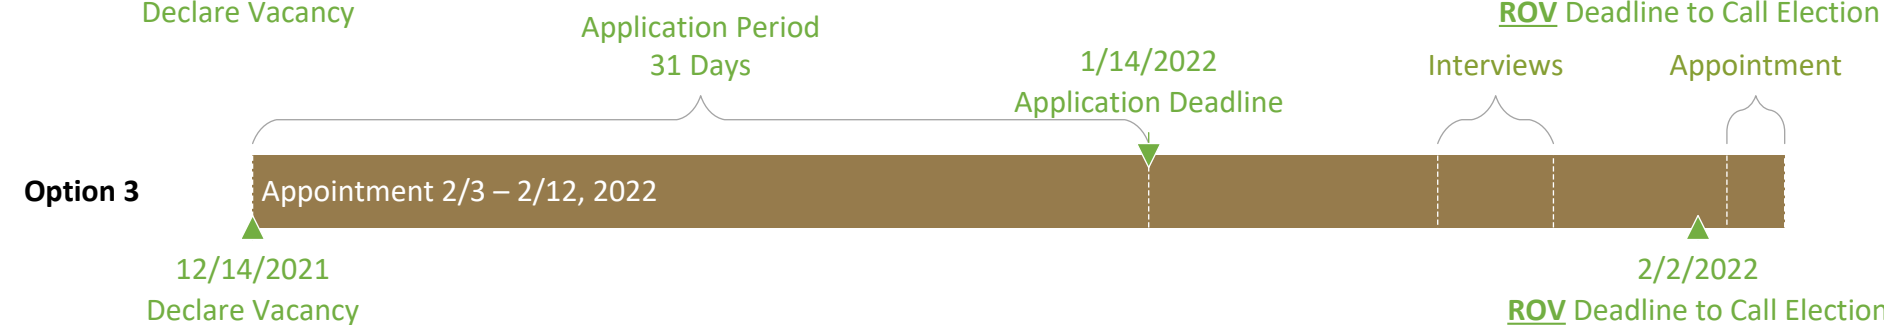 Declare Vacancy
ROV Deadline to Call Election
Application Period
31 Days
1/14/2022
Application Deadline
Interviews
Appointment
Option 3
Appointment 2/3 – 2/12, 2022
12/14/2021
Declare Vacancy
2/2/2022
ROV Deadline to Call Election